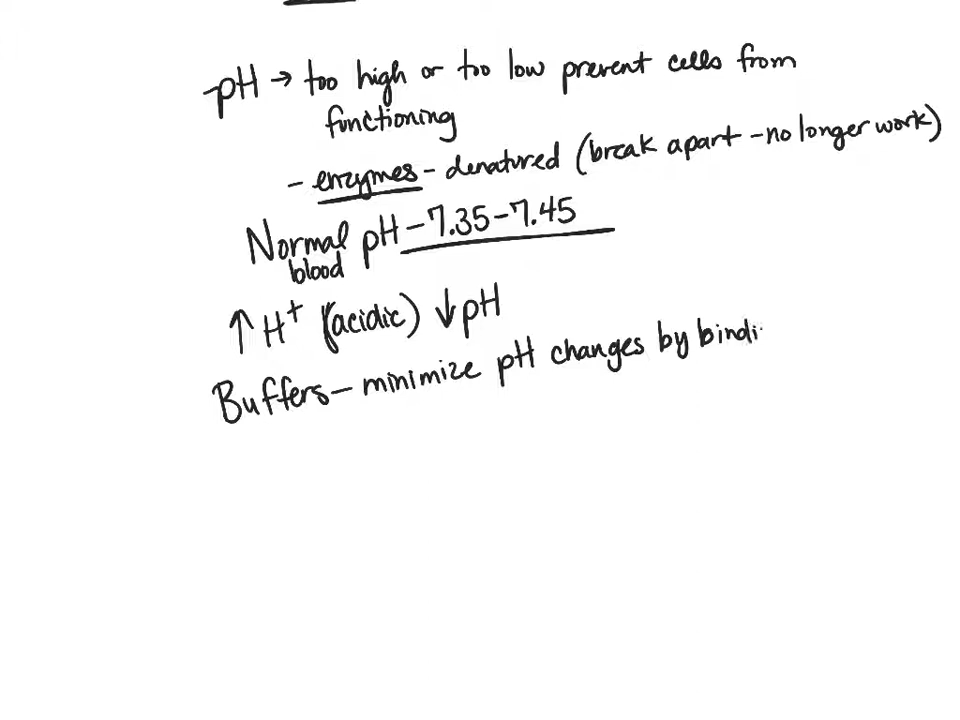 pH → too high or too low prevent cells from
functioning
- enzymes - denatured (break apart - no longer work)
Normal pH - 7.35-7.45
blood
↑ H⁺ (acidic) ↓ pH
Buffers - minimize pH changes by bindi